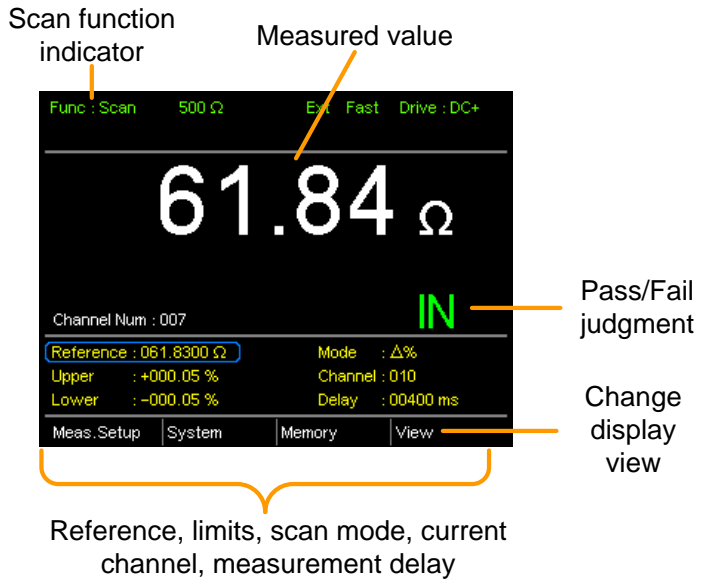 Scan function
indicator
Measured value
Func : Scan 500 Ω Ext Fast Drive : DC+
61.84 Ω
IN
Channel Num : 007
Pass/Fail
judgment
Reference : 061.8300 Ω Mode : Δ%
Upper : +000.05 % Channel : 010
Lower : −000.05 % Delay : 00400 ms
Meas.Setup System Memory View
Change
display
view
Reference, limits, scan mode, current
channel, measurement delay